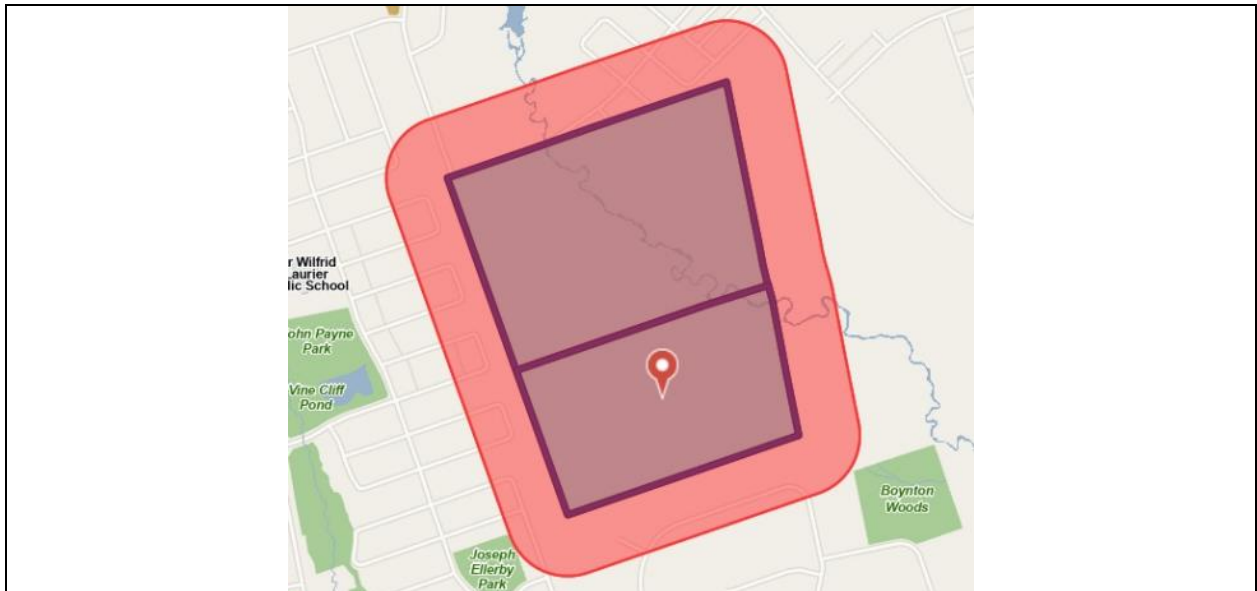 r Wilfrid
Laurier
lic School
ohn Payne
Park
Vine Cliff
Pond
Joseph
Ellerby
Park
Boynton
Woods